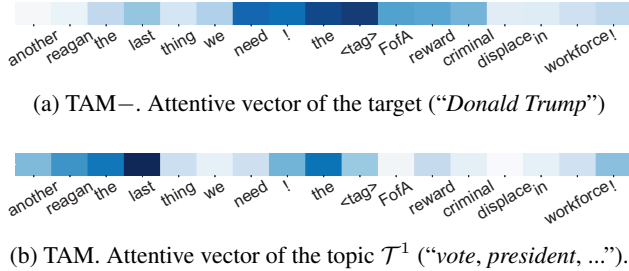 another reagan the last thing we need ! the <tag> FofA reward criminal displace in workforce!
(a) TAM−. Attentive vector of the target (“Donald Trump”)
another reagan the last thing we need ! the <tag> FofA reward criminal displace in workforce!
(b) TAM. Attentive vector of the topic 𝒯¹ (“vote, president, ...”).